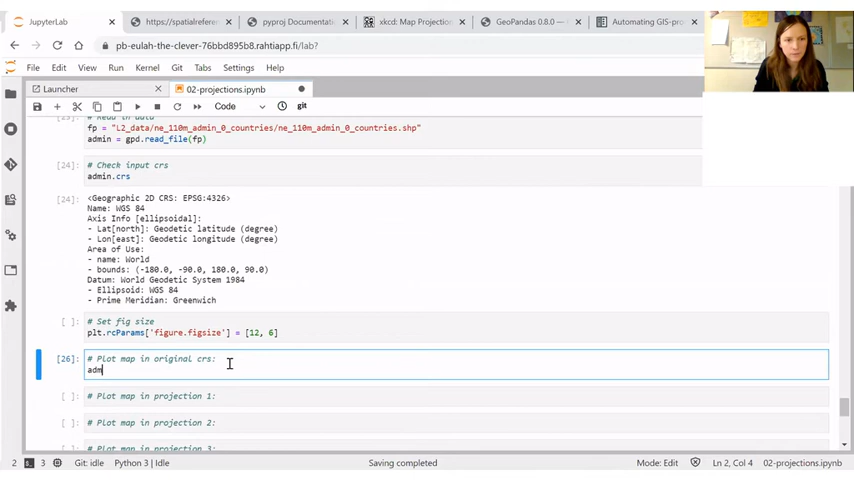 JupyterLab
https://spatialrefere
pyproj Documentati
xkcd: Map Projection
GeoPandas 0.8.0 —
Automating GIS-pro
pb-eulah-the-clever-76bbd895b8.rahtiapp.fi/lab?
File Edit View Run Kernel Git Tabs Settings Help
Launcher
02-projections.ipynb
Code
git
[23]: # Read in data
fp = "L2_data/ne_110m_admin_0_countries/ne_110m_admin_0_countries.shp"
admin = gpd.read_file(fp)
[24]: # Check input crs
admin.crs
[24]: <Geographic 2D CRS: EPSG:4326>
Name: WGS 84
Axis Info [ellipsoidal]:
- Lat[north]: Geodetic latitude (degree)
- Lon[east]: Geodetic longitude (degree)
Area of Use:
- name: World
- bounds: (-180.0, -90.0, 180.0, 90.0)
Datum: World Geodetic System 1984
- Ellipsoid: WGS 84
- Prime Meridian: Greenwich
[ ]: # Set fig size
plt.rcParams['figure.figsize'] = [12, 6]
[26]: # Plot map in original crs:
adm
[ ]: # Plot map in projection 1:
[ ]: # Plot map in projection 2:
[ ]: # Plot map in projection 3:
2 3 Git: idle Python 3 | Idle Saving completed Mode: Edit Ln 2, Col 4 02-projections.ipynb